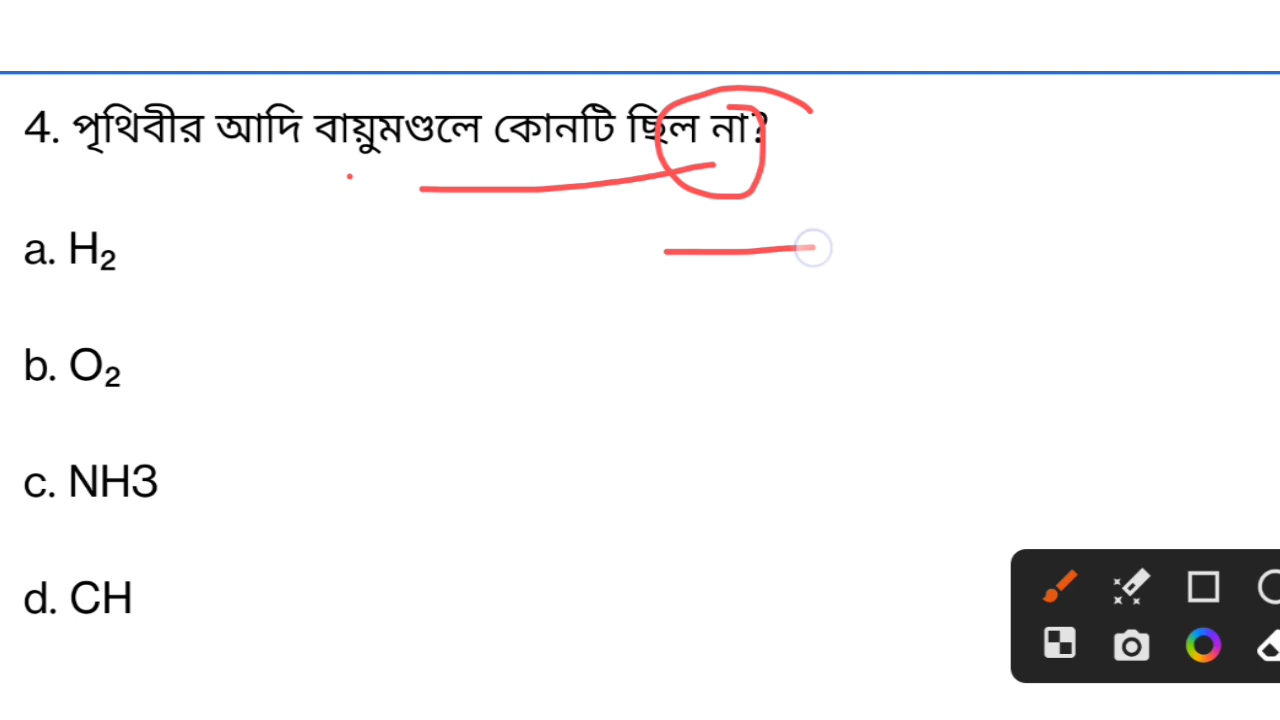 4. পৃথিবীর আদি বায়ুমণ্ডলে কোনটি ছিল না?
a. H₂
b. O₂
c. NH3
d. CH